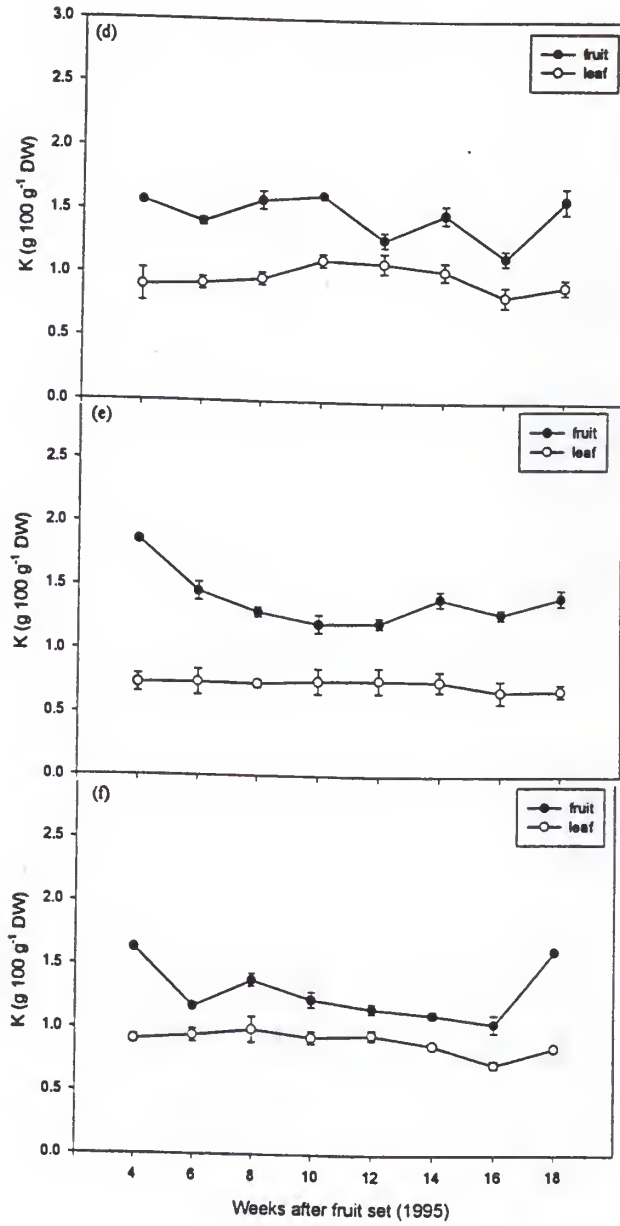 (d)
fruit
leaf
3.0
2.5
2.0
1.5
1.0
0.5
0.0
K (g 100 g⁻¹ DW)
(e)
fruit
leaf
2.5
2.0
1.5
1.0
0.5
0.0
K (g 100 g⁻¹ DW)
(f)
fruit
leaf
2.5
2.0
1.5
1.0
0.5
0.0
K (g 100 g⁻¹ DW)
4 6 8 10 12 14 16 18
Weeks after fruit set (1995)